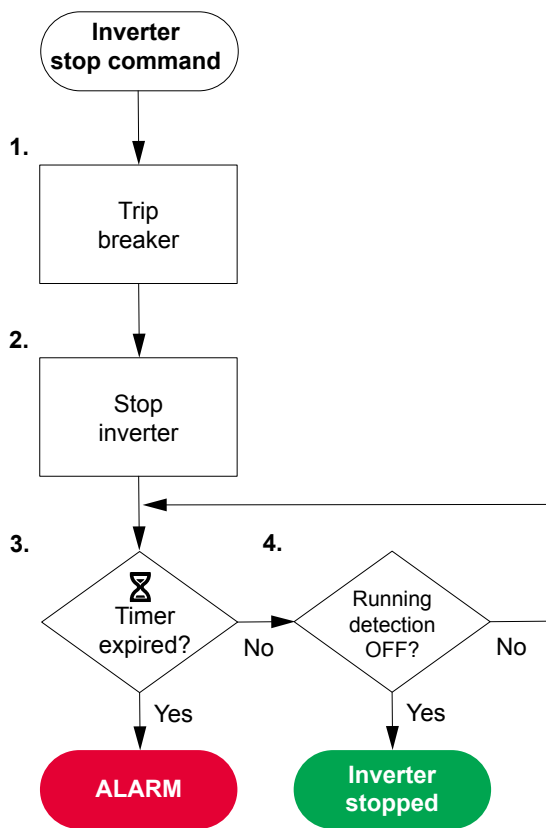 Inverter
stop command
1.
Trip
breaker
2.
Stop
inverter
3.
Timer
expired?
No
Yes
ALARM
4.
Running
detection
OFF?
No
Yes
Inverter
stopped